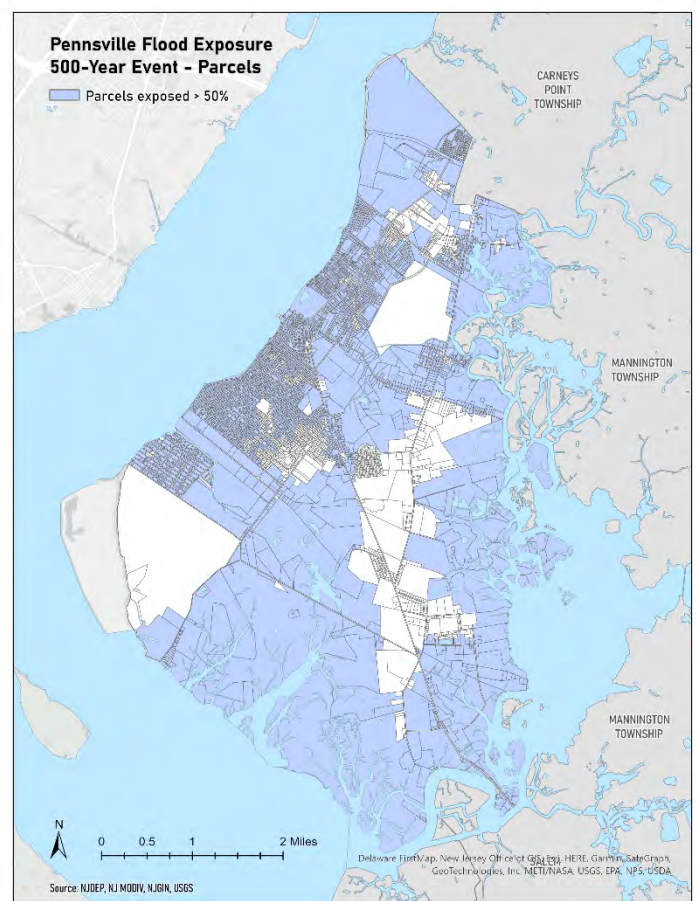 Pennsville Flood Exposure
500-Year Event - Parcels
Parcels exposed > 50%
CARNEYS
POINT
TOWNSHIP
MANNINGTON
TOWNSHIP
MANNINGTON
TOWNSHIP
N
0 0.5 1 2 Miles
SALEM
Delaware FirstMap, New Jersey Office of GIS, Esri, HERE, Garmin, SafeGraph,
GeoTechnologies, Inc, METI/NASA, USGS, EPA, NPS, USDA
Source: NJDEP, NJ MODIV, NJGIN, USGS